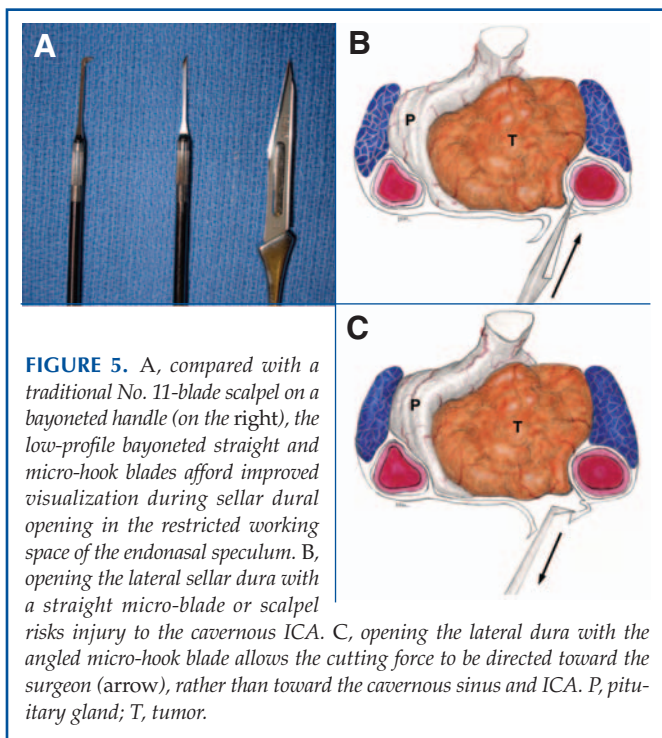 A
B
P
T
C
P
T
FIGURE 5. A, compared with a
traditional No. 11-blade scalpel on a
bayoneted handle (on the right), the
low-profile bayoneted straight and
micro-hook blades afford improved
visualization during sellar dural
opening in the restricted working
space of the endonasal speculum. B,
opening the lateral sellar dura with
a straight micro-blade or scalpel
risks injury to the cavernous ICA. C, opening the lateral dura with the
angled micro-hook blade allows the cutting force to be directed toward the
surgeon (arrow), rather than toward the cavernous sinus and ICA. P, pitu-
itary gland; T, tumor.